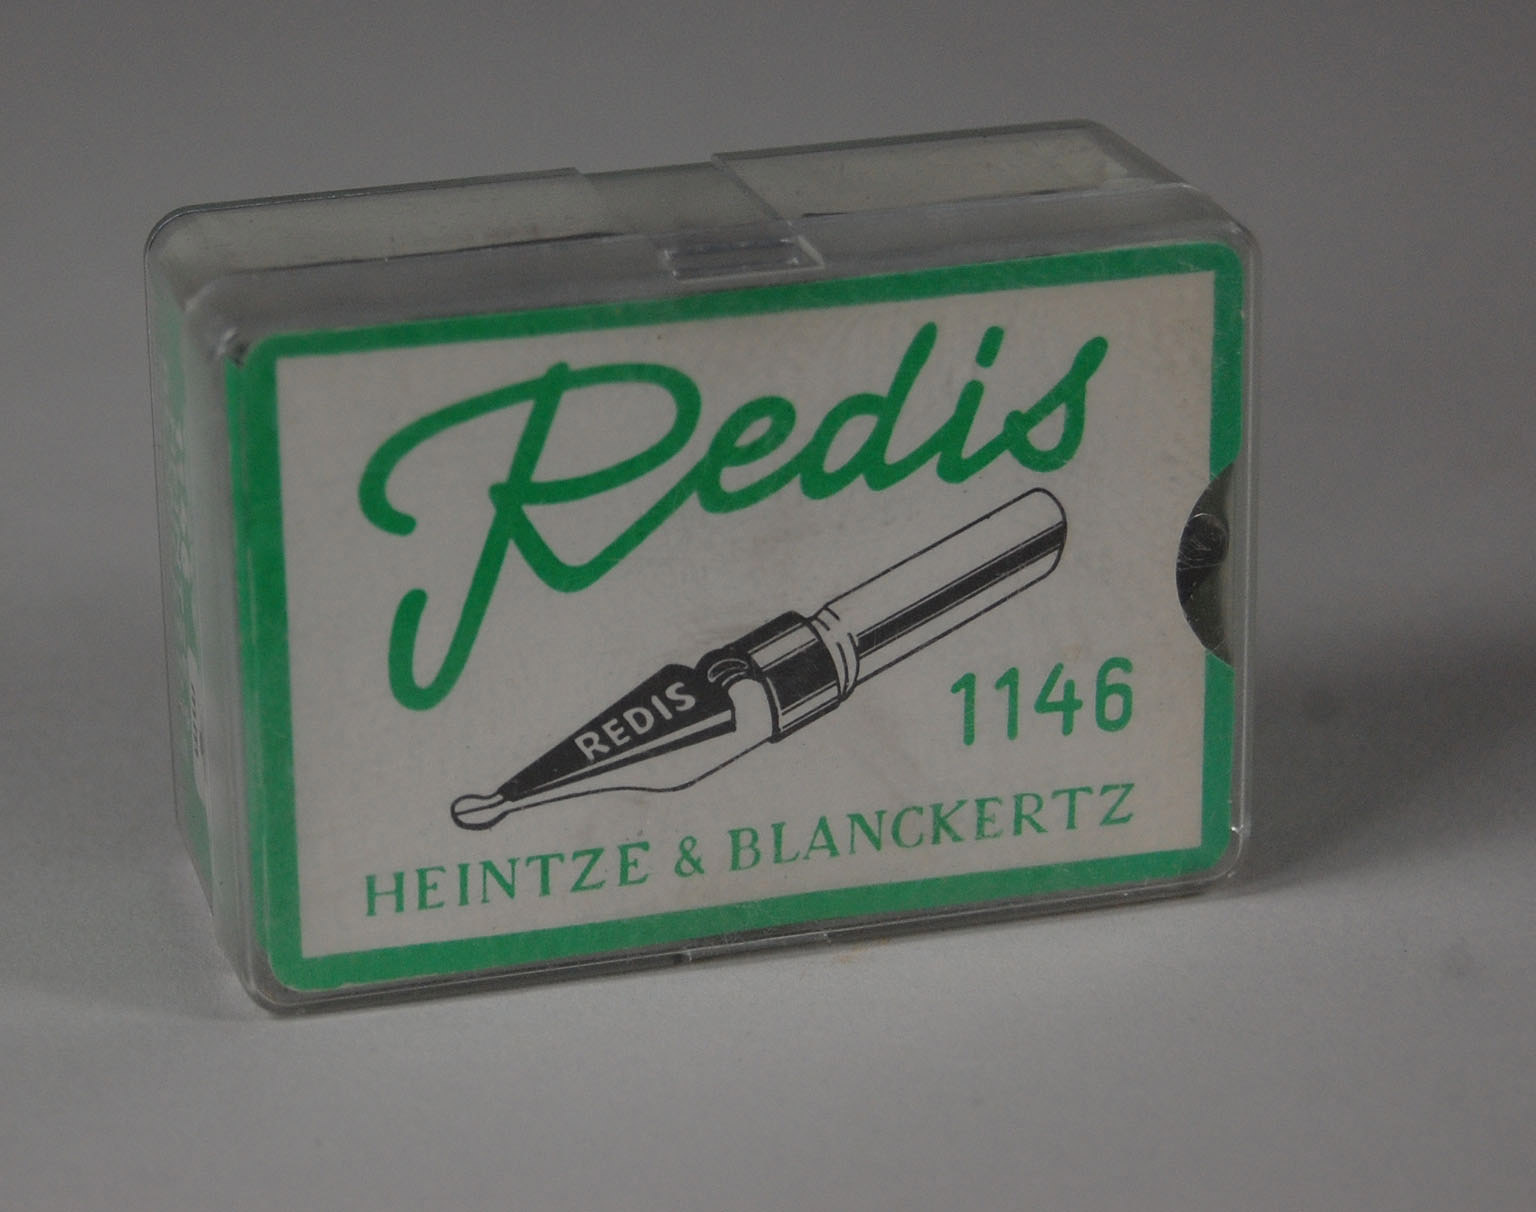 Redis
REDIS
1146
HEINTZE & BLANCKERTZ